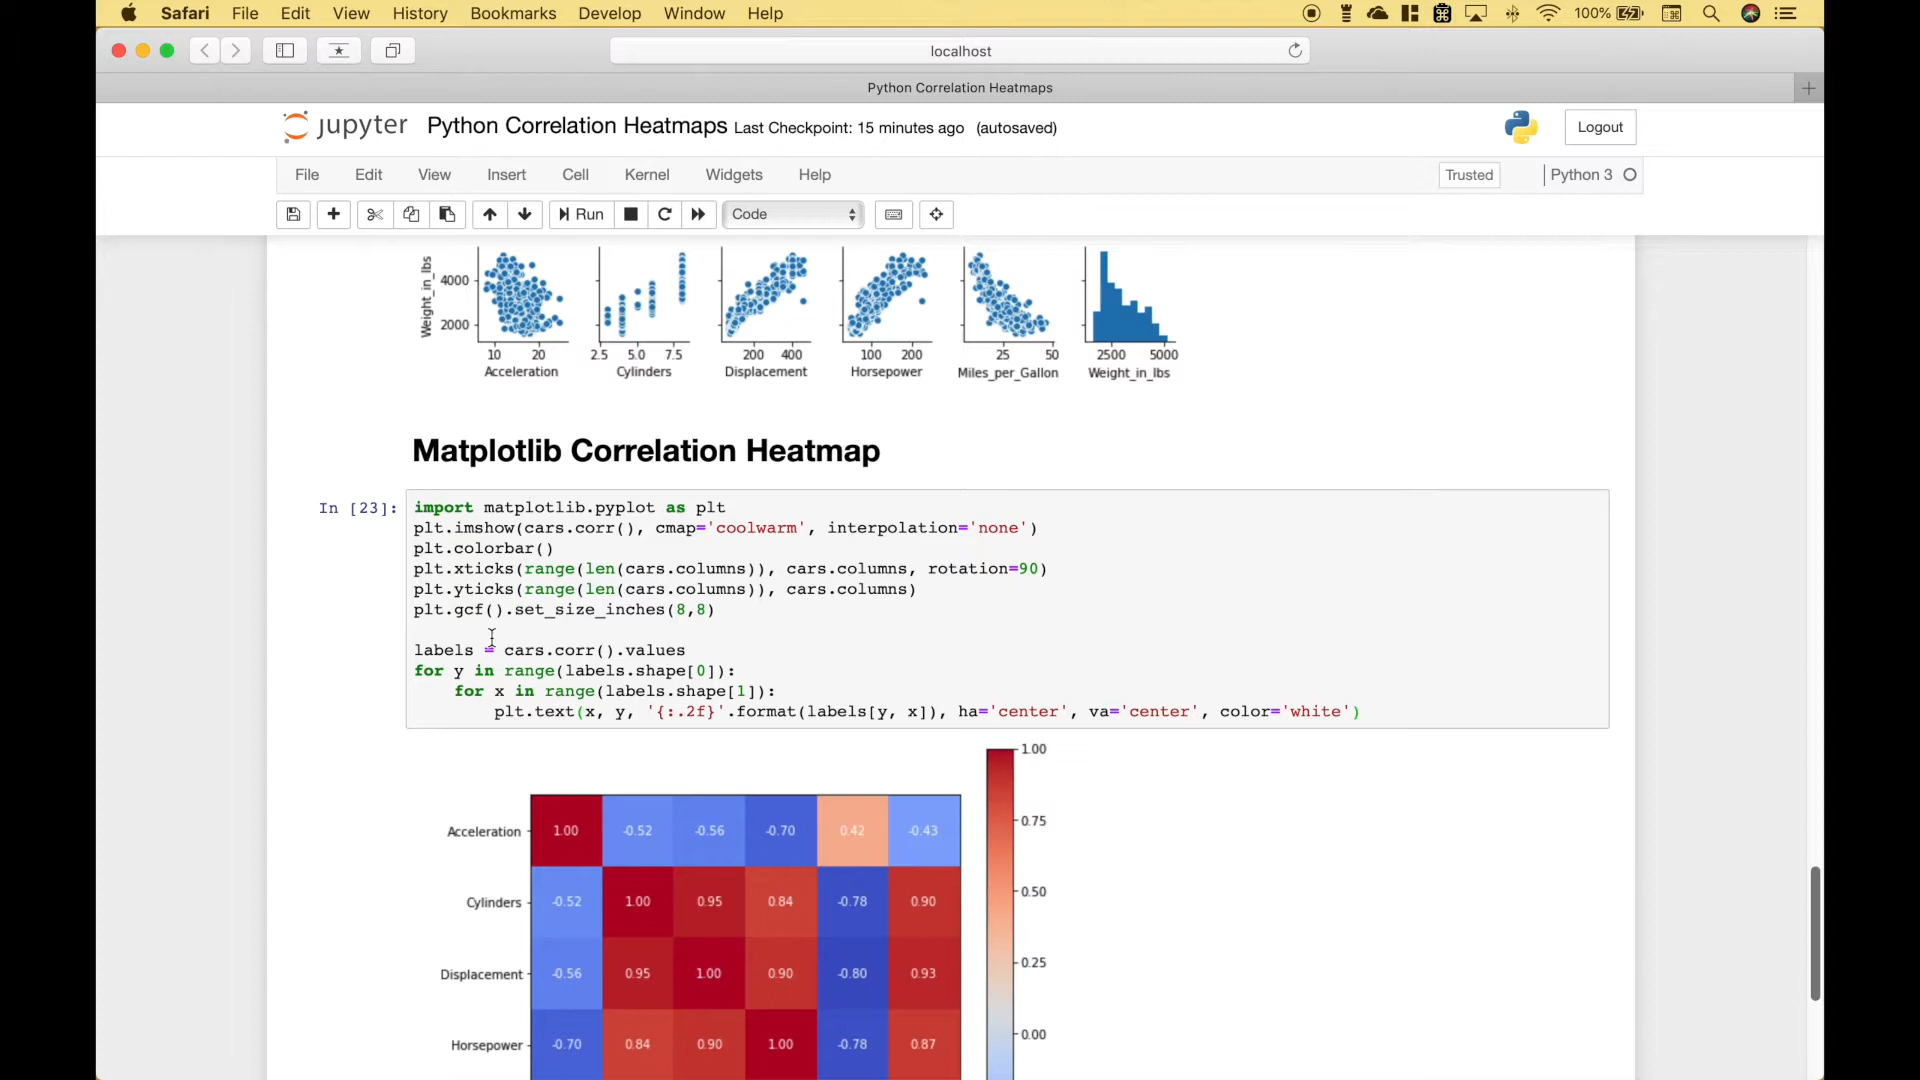 Safari File Edit View History Bookmarks Develop Window Help 100%
localhost
Python Correlation Heatmaps
jupyter Python Correlation Heatmaps Last Checkpoint: 15 minutes ago (autosaved) Logout
File Edit View Insert Cell Kernel Widgets Help Trusted Python 3
Run Code
Weight_in_lbs
4000
2000
10 20 2.5 5.0 7.5 200 400 100 200 25 50 2500 5000
Acceleration Cylinders Displacement Horsepower Miles_per_Gallon Weight_in_lbs
Matplotlib Correlation Heatmap
In [23]:
import matplotlib.pyplot as plt
plt.imshow(cars.corr(), cmap='coolwarm', interpolation='none')
plt.colorbar()
plt.xticks(range(len(cars.columns)), cars.columns, rotation=90)
plt.yticks(range(len(cars.columns)), cars.columns)
plt.gcf().set_size_inches(8,8)
labels = cars.corr().values
for y in range(labels.shape[0]):
    for x in range(labels.shape[1]):
        plt.text(x, y, '{:.2f}'.format(labels[y, x]), ha='center', va='center', color='white')
1.00
0.75
0.50
0.25
0.00
Acceleration 1.00 -0.52 -0.56 -0.70 0.42 -0.43
Cylinders -0.52 1.00 0.95 0.84 -0.78 0.90
Displacement -0.56 0.95 1.00 0.90 -0.80 0.93
Horsepower -0.70 0.84 0.90 1.00 -0.78 0.87